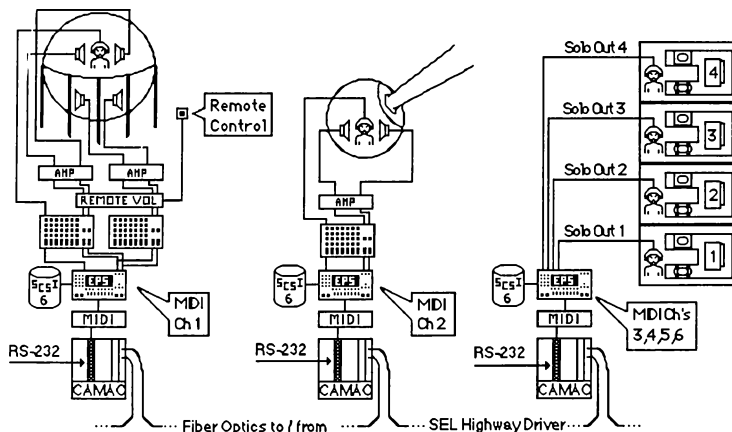 Remote
Control
AMP
AMP
REMOTE VOL
EPS
SCSI
6
MIDI
Ch 1
MIDI
RS-232
CAMAC
AMP
EPS
SCSI
6
MIDI
Ch 2
MIDI
RS-232
CAMAC
Solo Out 4
4
Solo Out 3
3
Solo Out 2
2
Solo Out 1
1
EPS
SCSI
6
MIDI Ch's
3,4,5,6
MIDI
RS-232
CAMAC
Fiber Optics to / from
SEL Highway Driver